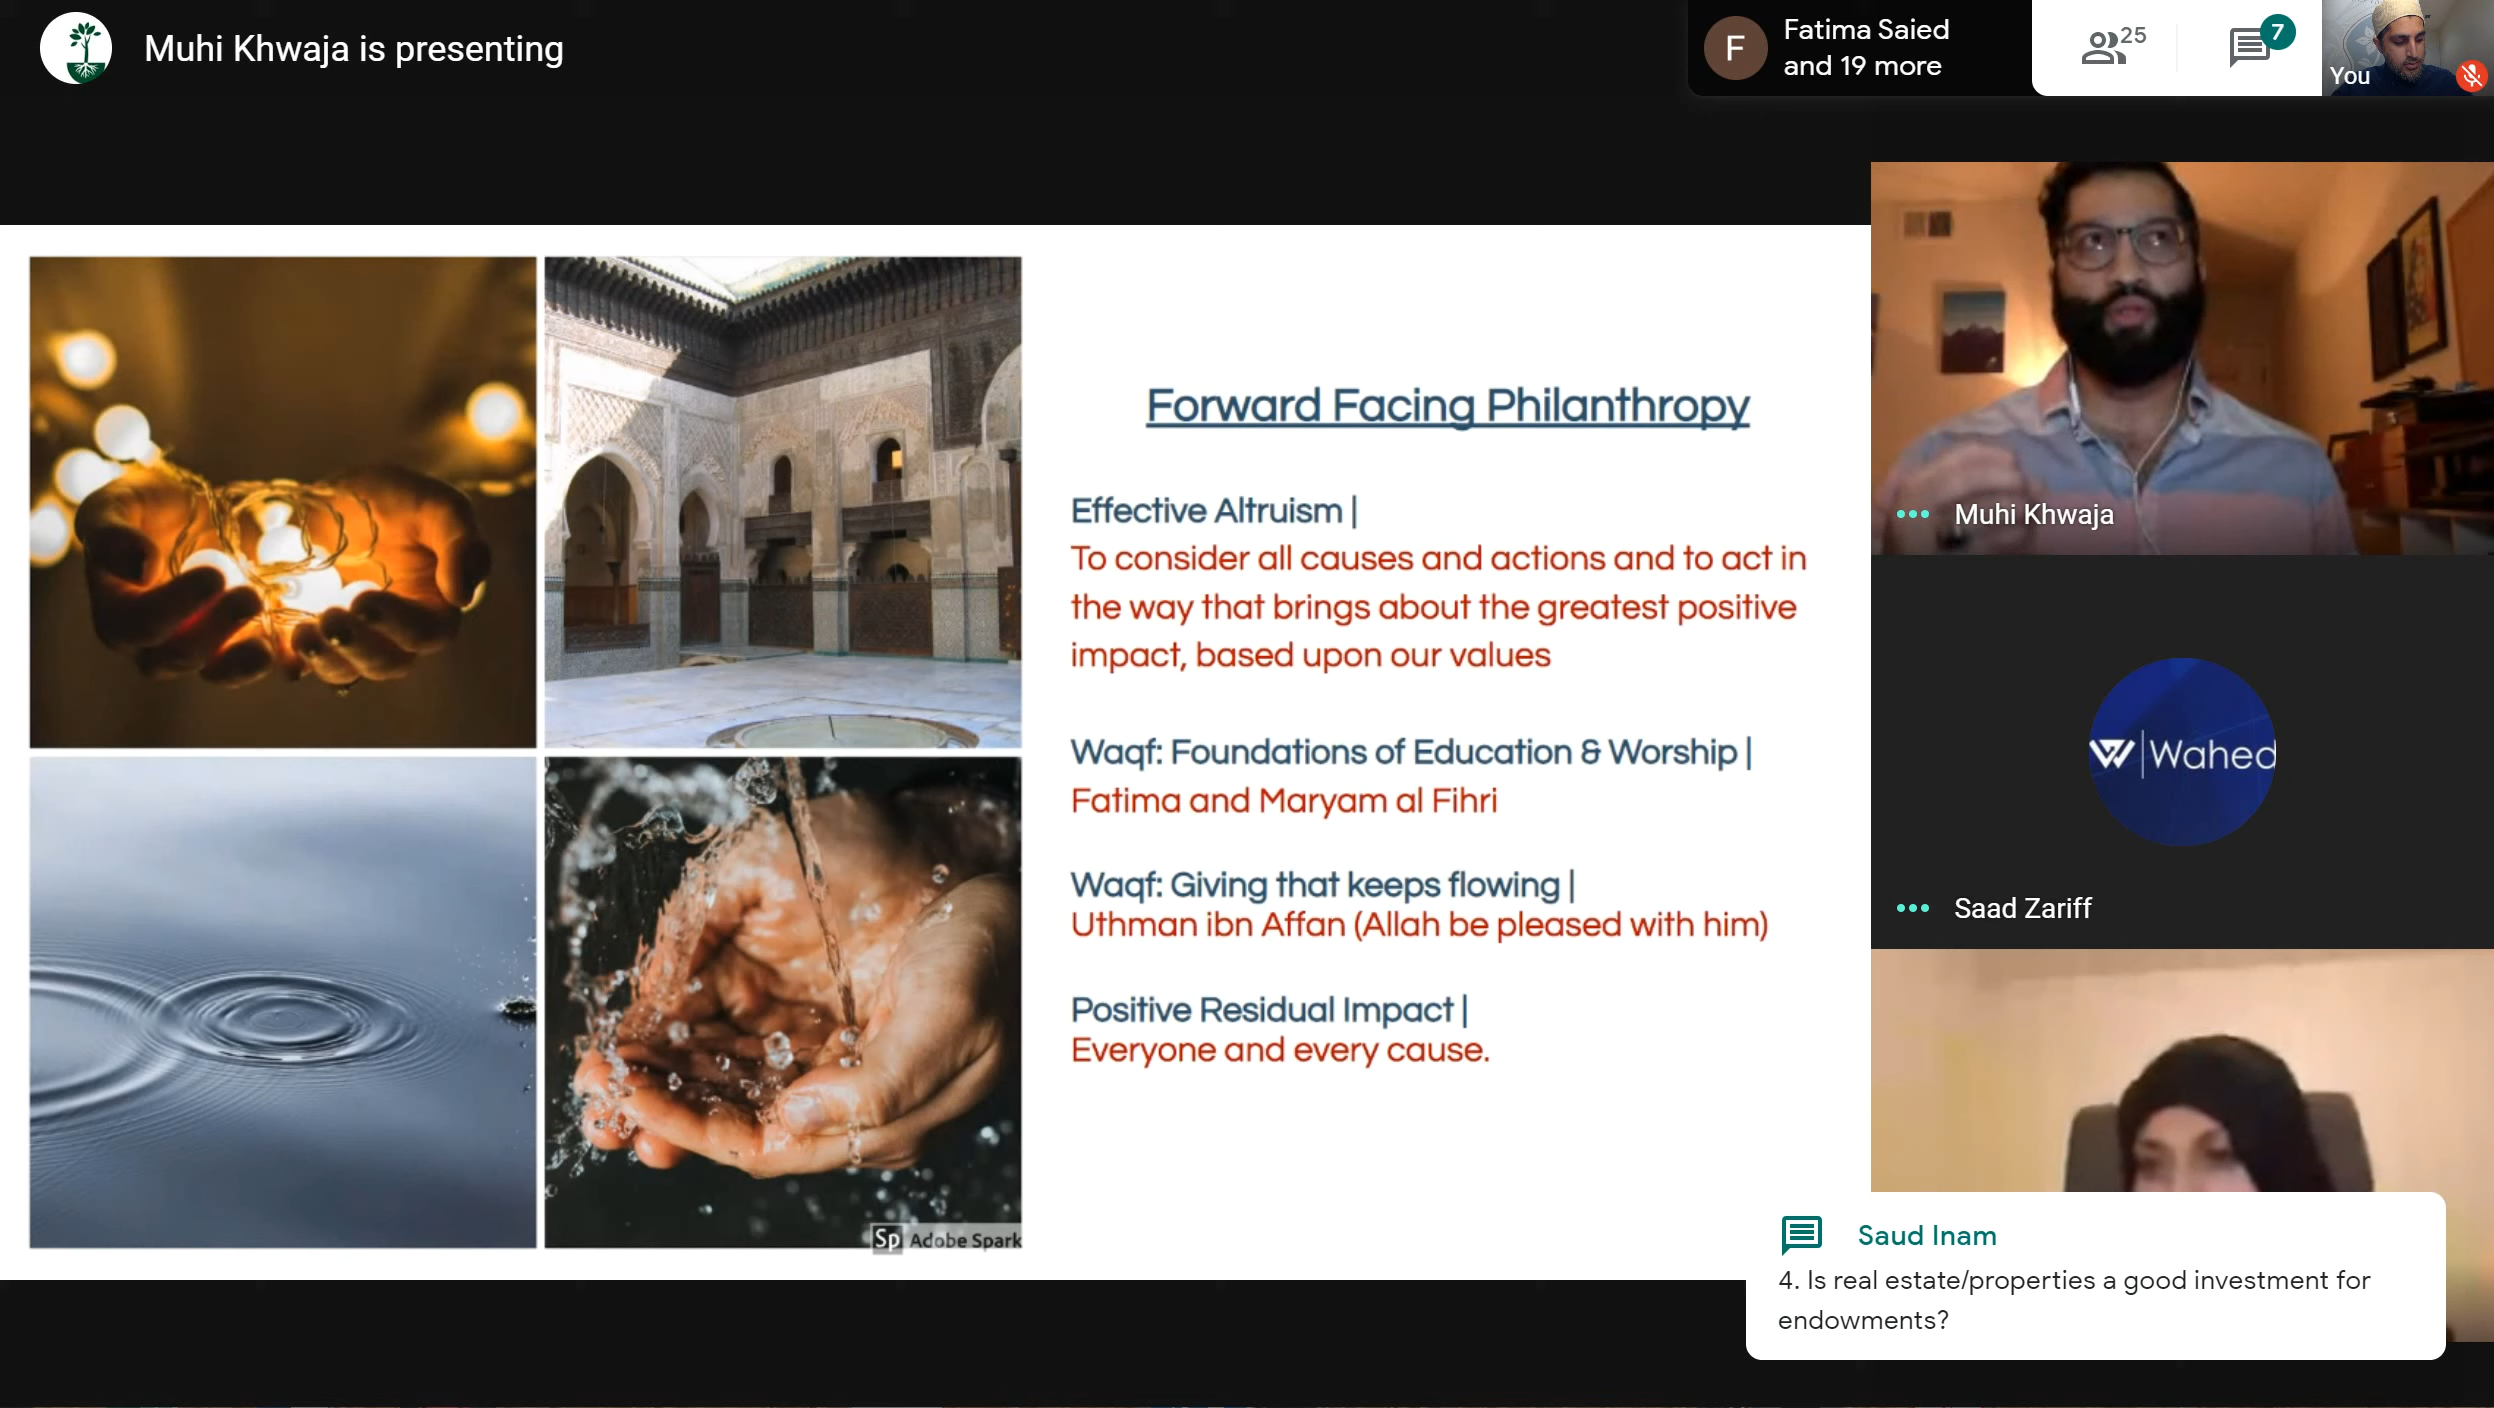 Muhi Khwaja is presenting
F
Fatima Saied
and 19 more
25
7
You
Forward Facing Philanthropy
Effective Altruism |
To consider all causes and actions and to act in
the way that brings about the greatest positive
impact, based upon our values
Waqf: Foundations of Education & Worship |
Fatima and Maryam al Fihri
Waqf: Giving that keeps flowing |
Uthman ibn Affan (Allah be pleased with him)
Positive Residual Impact |
Everyone and every cause.
Sp Adobe Spark
Muhi Khwaja
W | Wahed
Saad Zariff
Saud Inam
4. Is real estate/properties a good investment for
endowments?